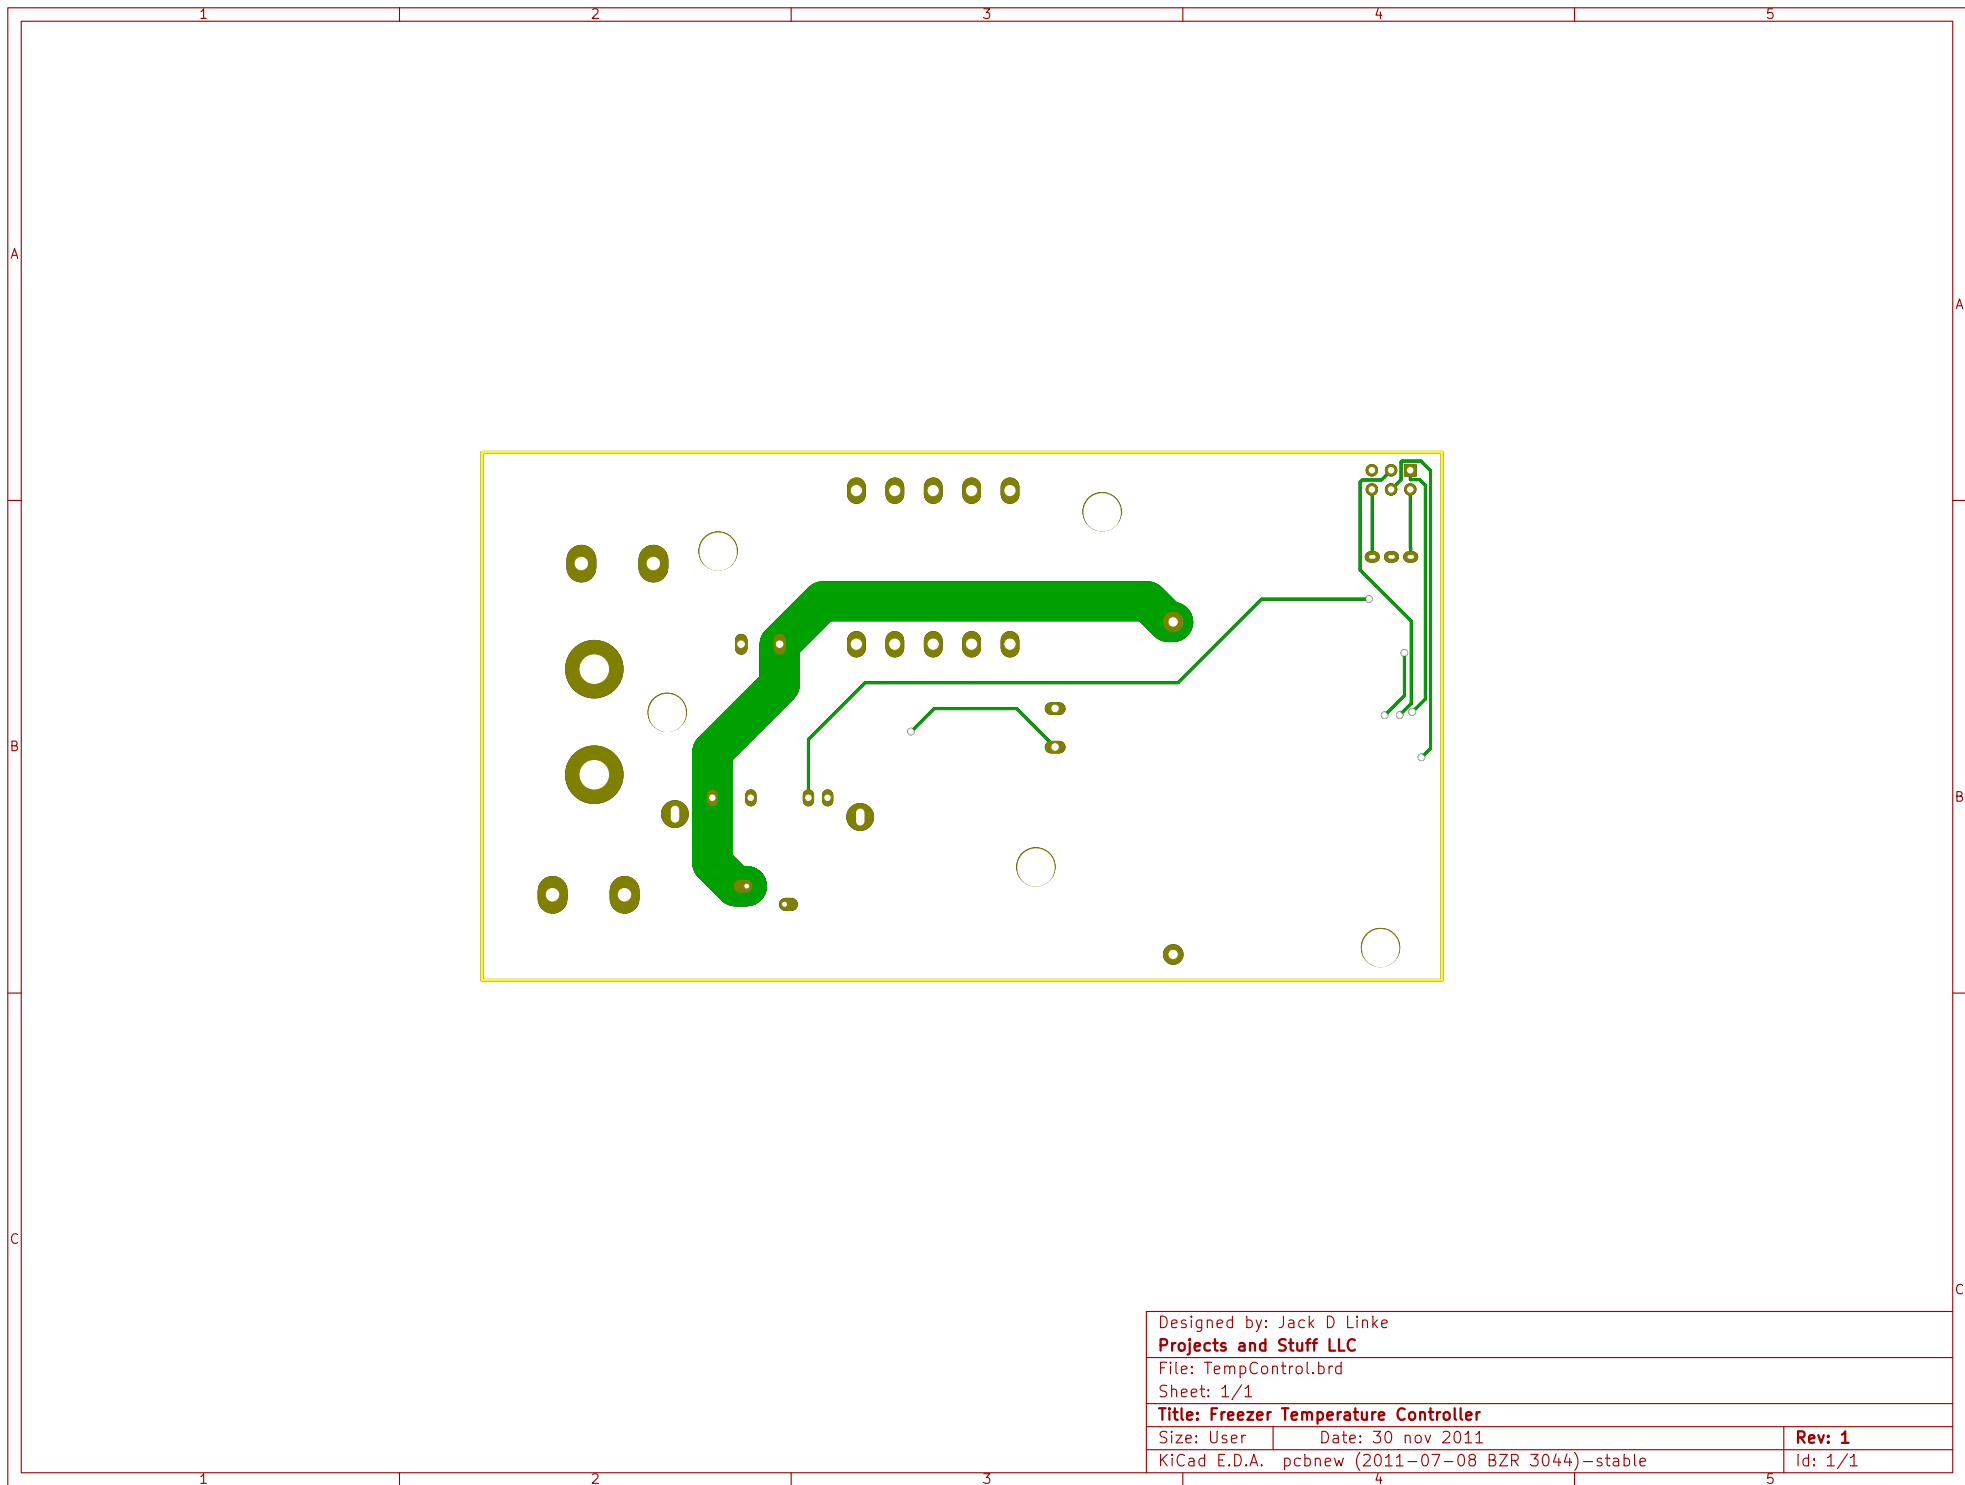 1 2 3 4 5
A
A
B
B
C
C
Designed by: Jack D Linke
Projects and Stuff LLC
File: TempControl.brd
Sheet: 1/1
Title: Freezer Temperature Controller
Size: User Date: 30 nov 2011 Rev: 1
KiCad E.D.A. pcbnew (2011-07-08 BZR 3044)-stable Id: 1/1
1 2 3 4 5